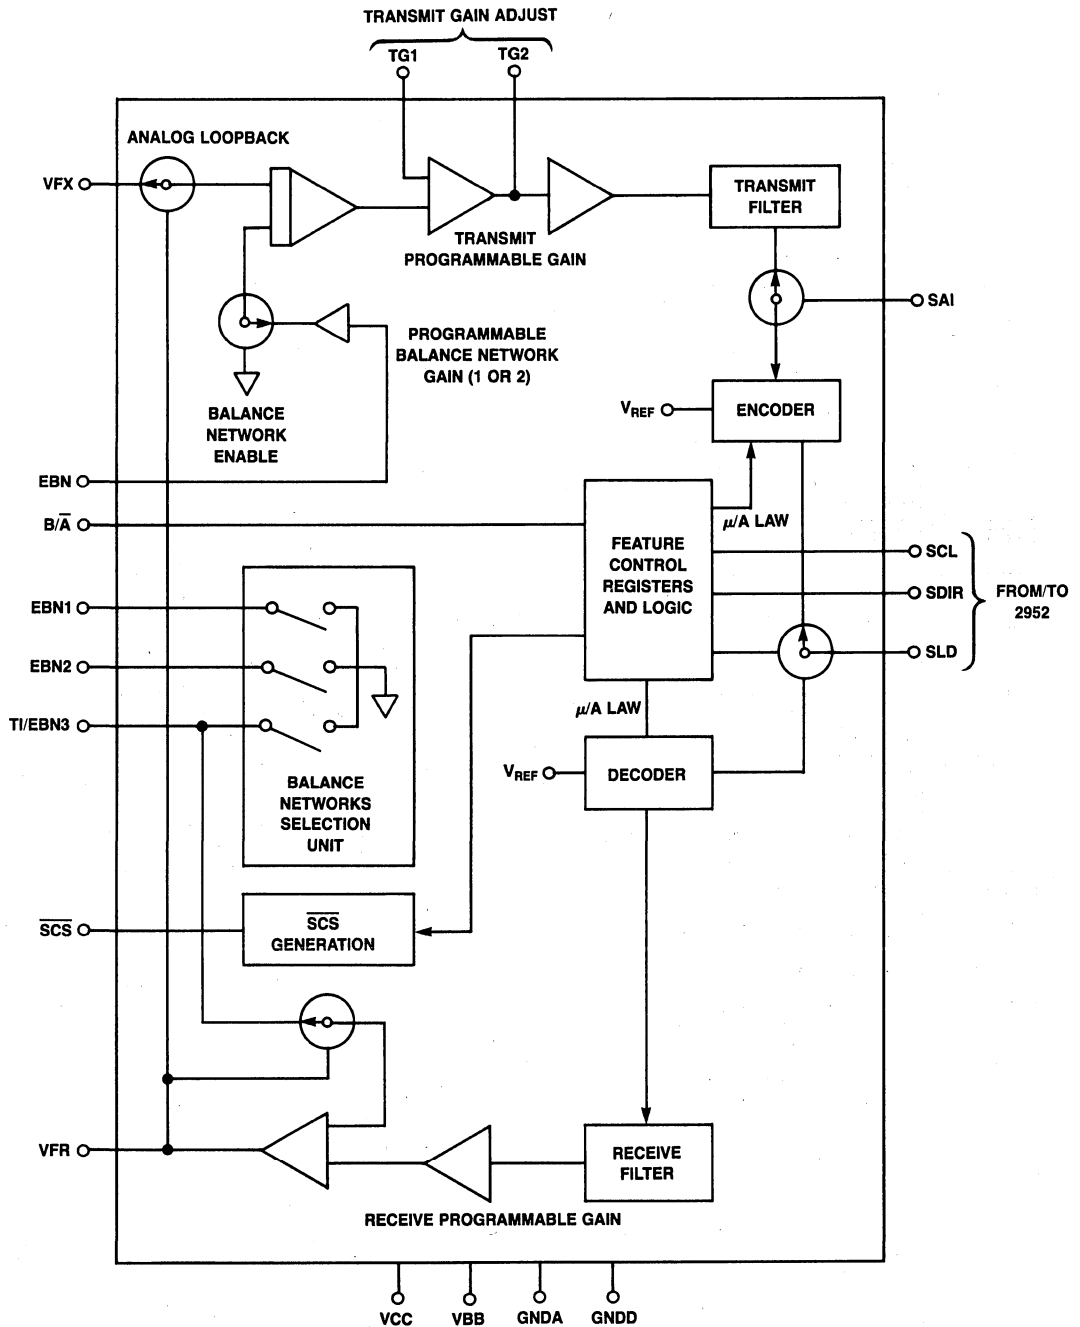 TRANSMIT GAIN ADJUST
TG1
TG2
ANALOG LOOPBACK
VFX
TRANSMIT
FILTER
TRANSMIT
PROGRAMMABLE GAIN
SAI
PROGRAMMABLE
BALANCE NETWORK
GAIN (1 OR 2)
VREF
ENCODER
BALANCE
NETWORK
ENABLE
EBN
B/A̅
μ/A LAW
FEATURE
CONTROL
REGISTERS
AND LOGIC
SCL
SDIR
FROM/TO
2952
SLD
EBN1
EBN2
TI/EBN3
μ/A LAW
VREF
DECODER
BALANCE
NETWORKS
SELECTION
UNIT
S̅C̅S̅
S̅C̅S̅
GENERATION
VFR
RECEIVE
FILTER
RECEIVE PROGRAMMABLE GAIN
VCC
VBB
GNDA
GNDD